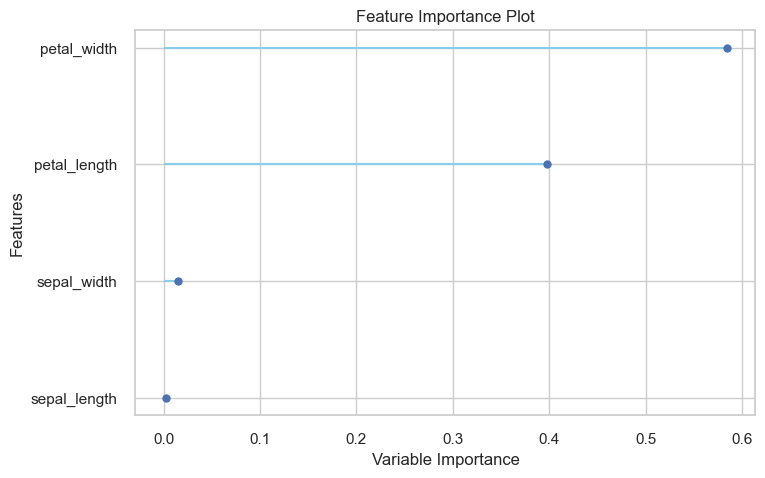 Feature Importance Plot
petal_width
petal_length
sepal_width
sepal_length
Features
0.0 0.1 0.2 0.3 0.4 0.5 0.6
Variable Importance